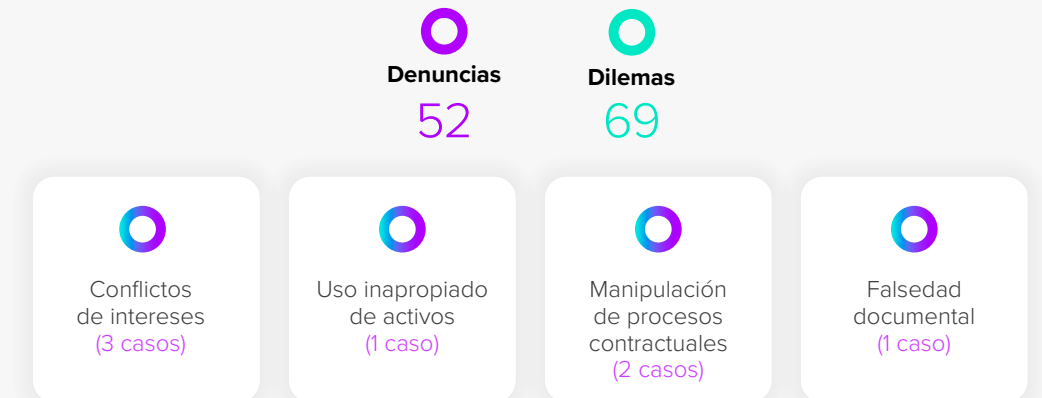 Denuncias
52
Dilemas
69
Conflictos
de intereses
(3 casos)
Uso inapropiado
de activos
(1 caso)
Manipulación
de procesos
contractuales
(2 casos)
Falsedad
documental
(1 caso)